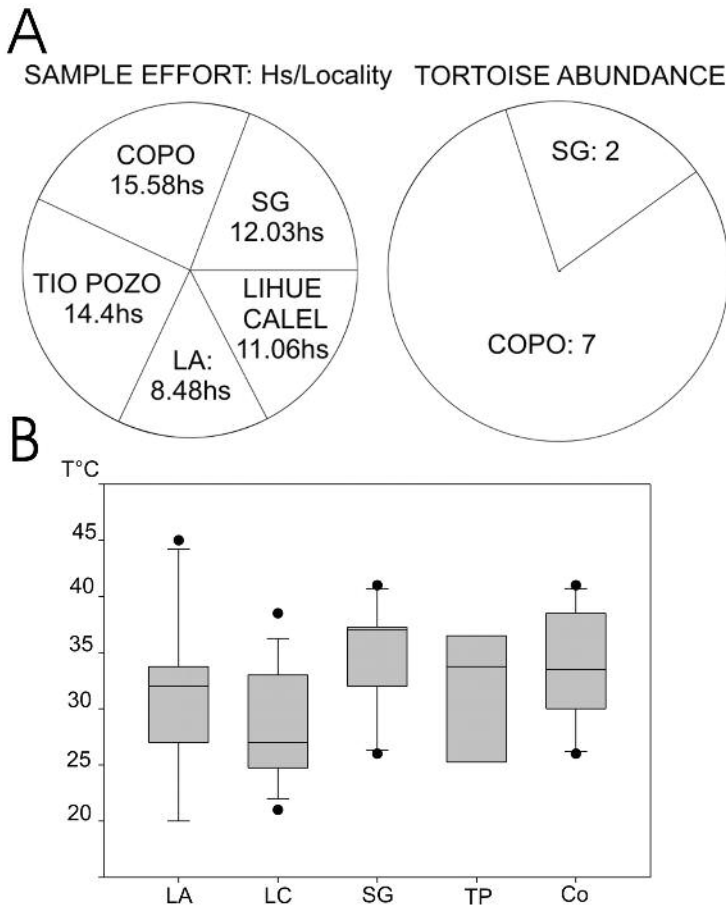 A
SAMPLE EFFORT: Hs/Locality
TORTOISE ABUNDANCE
COPO
15.58hs
SG
12.03hs
TIO POZO
14.4hs
LIHUE
CALEL
11.06hs
LA:
8.48hs
SG: 2
COPO: 7
B
T°C
45
40
35
30
25
20
LA
LC
SG
TP
Co